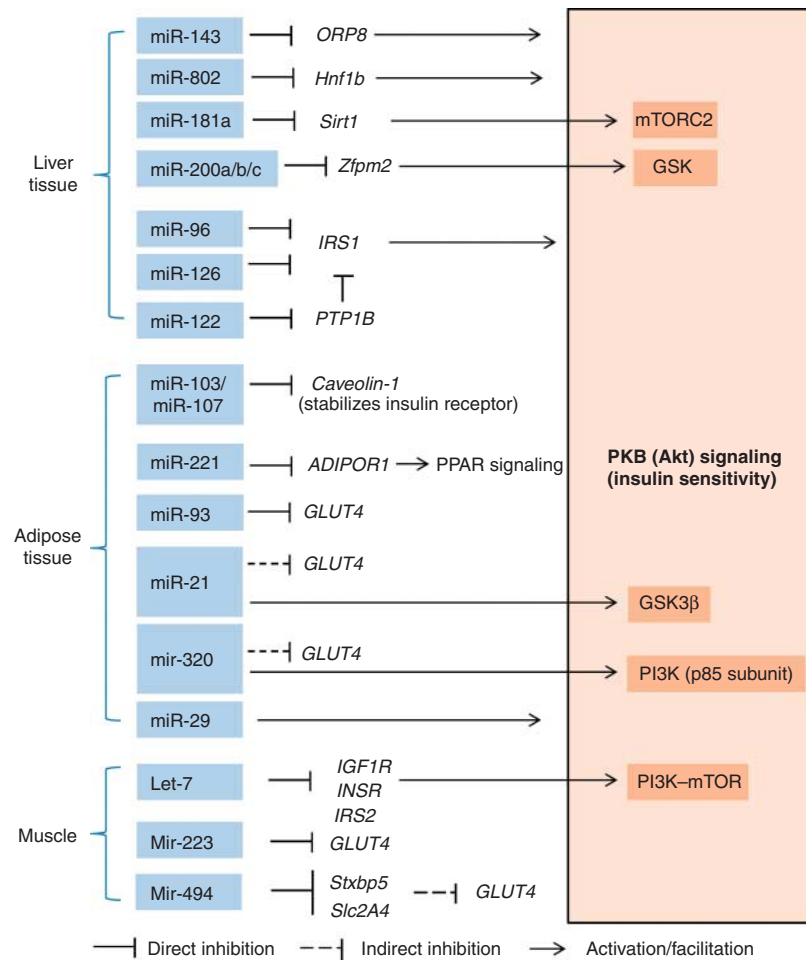 miR-143 ORP8
miR-802 Hnf1b
miR-181a Sirt1 mTORC2
Liver
tissue
miR-200a/b/c Zfpm2 GSK
miR-96
IRS1
miR-126
miR-122 PTP1B
miR-103/
miR-107
Caveolin-1
(stabilizes insulin receptor)
miR-221 ADIPOR1 PPAR signaling
PKB (Akt) signaling
(insulin sensitivity)
miR-93 GLUT4
Adipose
tissue
miR-21 GLUT4
GSK3β
mir-320 GLUT4
PI3K (p85 subunit)
miR-29
Muscle
Let-7
IGF1R
INSR
IRS2
PI3K–mTOR
Mir-223 GLUT4
Mir-494
Stxbp5
Slc2A4
GLUT4
Direct inhibition Indirect inhibition Activation/facilitation